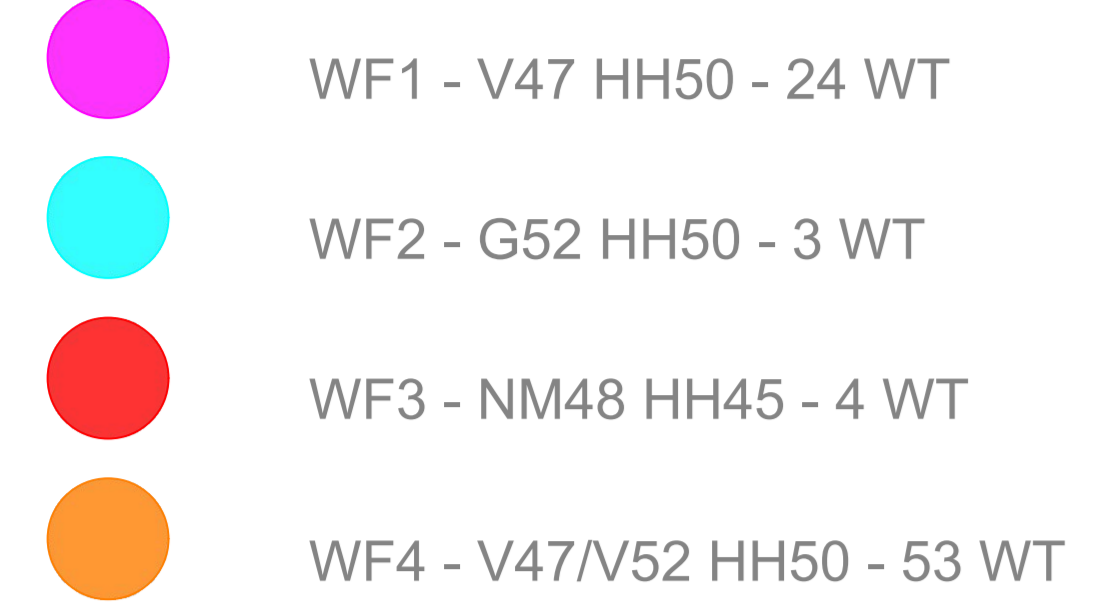 WF1 - V47 HH50 - 24 WT
WF2 - G52 HH50 - 3 WT
WF3 - NM48 HH45 - 4 WT
WF4 - V47/V52 HH50 - 53 WT